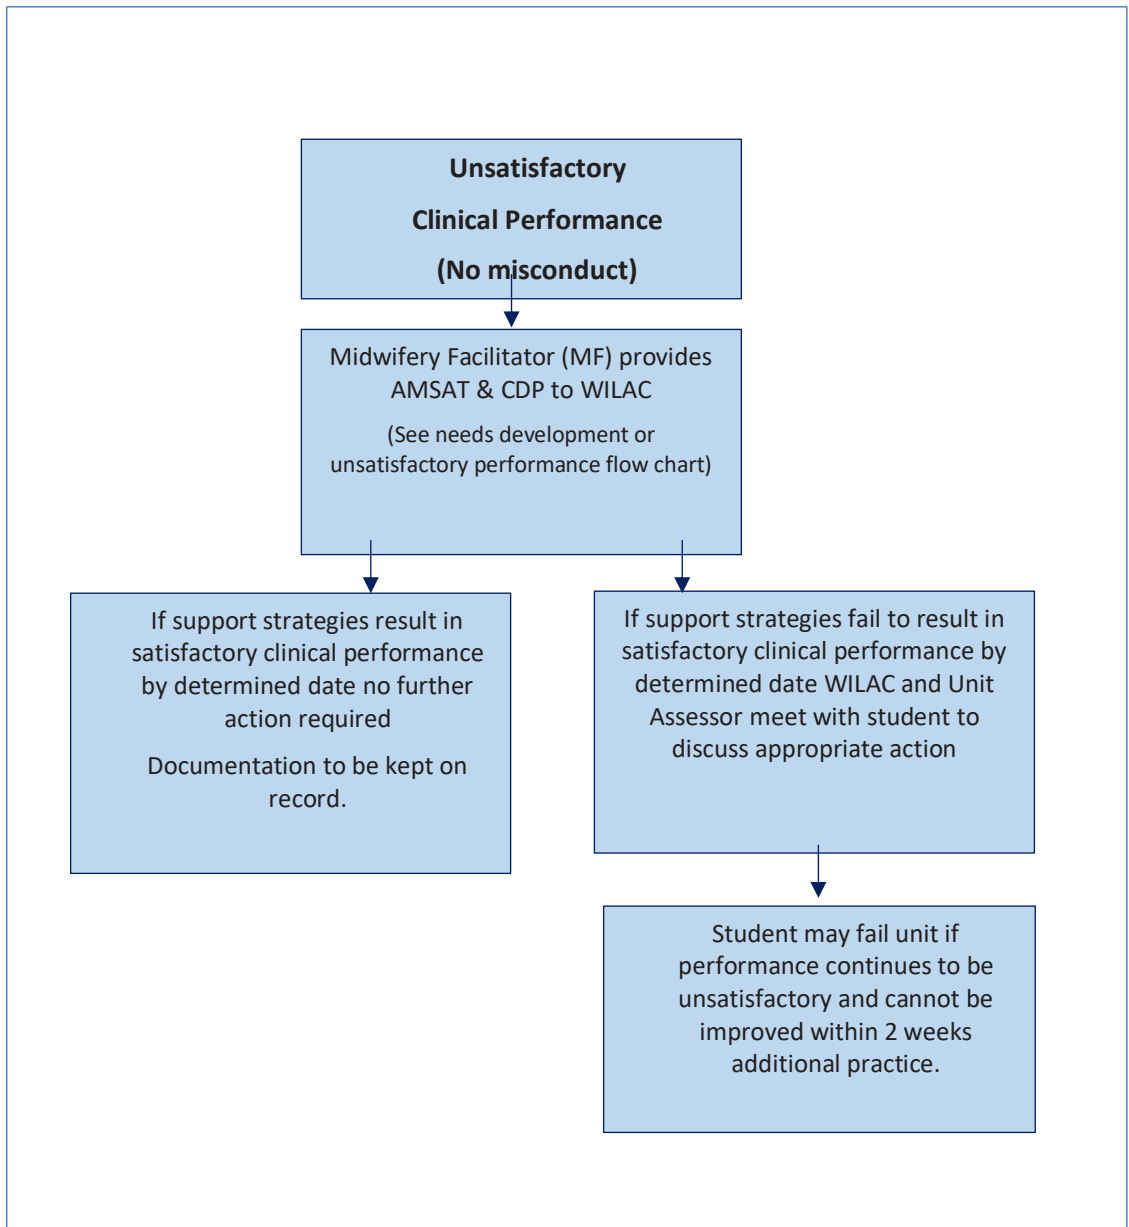 Unsatisfactory
Clinical Performance
(No misconduct)
Midwifery Facilitator (MF) provides
AMSAT & CDP to WILAC
(See needs development or
unsatisfactory performance flow chart)
If support strategies result in
satisfactory clinical performance
by determined date no further
action required
Documentation to be kept on
record.
If support strategies fail to result in
satisfactory clinical performance by
determined date WILAC and Unit
Assessor meet with student to
discuss appropriate action
Student may fail unit if
performance continues to be
unsatisfactory and cannot be
improved within 2 weeks
additional practice.